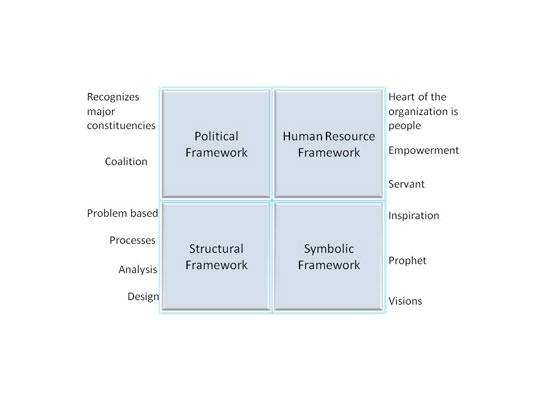 Recognizes
major
constituencies
Coalition
Political
Framework
Human Resource
Framework
Heart of the
organization is
people
Empowerment
Servant
Problem based
Processes
Analysis
Design
Structural
Framework
Symbolic
Framework
Inspiration
Prophet
Visions